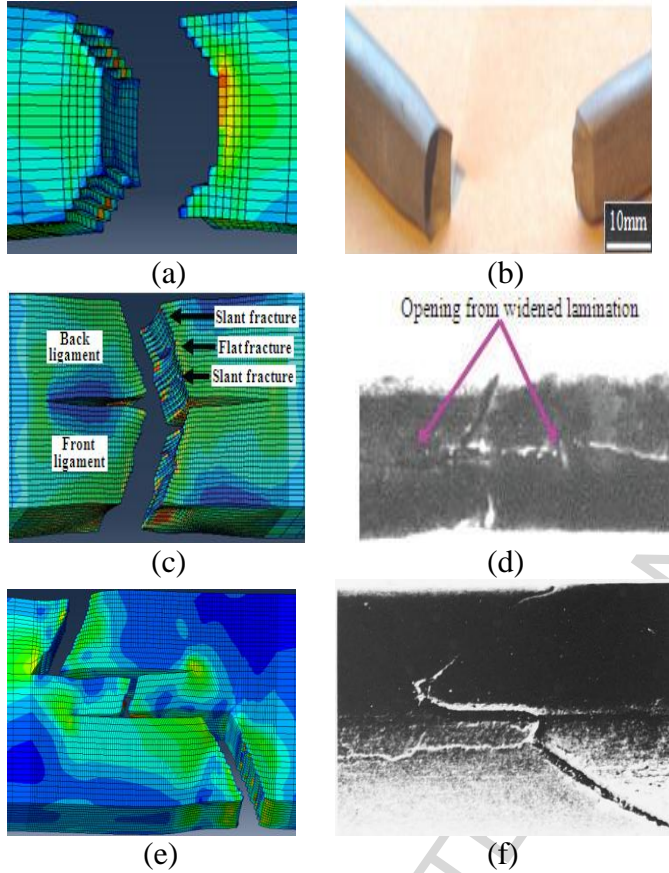 10mm
(a)
(b)
Back
ligament
Front
ligament
Slant fracture
Flat fracture
Slant fracture
Opening from widened lamination
(c)
(d)
(e)
(f)